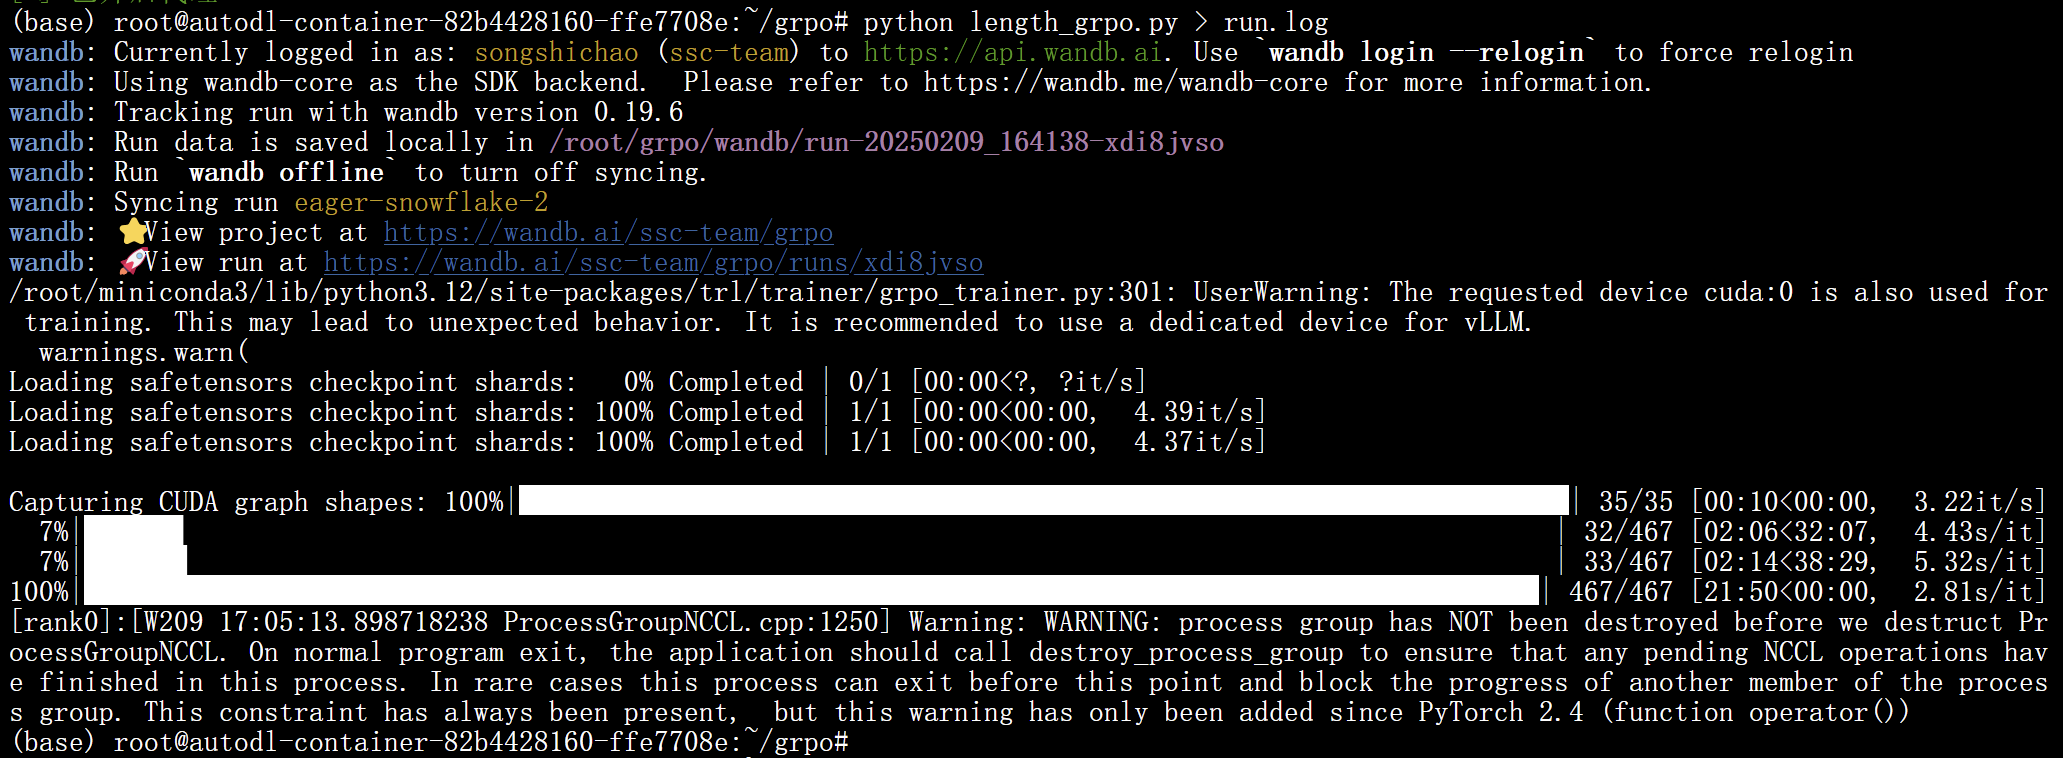 (base) root@autodl-container-82b4428160-ffe7708e:~/grpo# python length_grpo.py > run.log
wandb: Currently logged in as: songshichao (ssc-team) to https://api.wandb.ai. Use `wandb login --relogin` to force relogin
wandb: Using wandb-core as the SDK backend.  Please refer to https://wandb.me/wandb-core for more information.
wandb: Tracking run with wandb version 0.19.6
wandb: Run data is saved locally in /root/grpo/wandb/run-20250209_164138-xdi8jvso
wandb: Run `wandb offline` to turn off syncing.
wandb: Syncing run eager-snowflake-2
wandb: ⭐View project at https://wandb.ai/ssc-team/grpo
wandb: 🚀View run at https://wandb.ai/ssc-team/grpo/runs/xdi8jvso
/root/miniconda3/lib/python3.12/site-packages/trl/trainer/grpo_trainer.py:301: UserWarning: The requested device cuda:0 is also used for
 training. This may lead to unexpected behavior. It is recommended to use a dedicated device for vLLM.
  warnings.warn(
Loading safetensors checkpoint shards:   0% Completed | 0/1 [00:00<?, ?it/s]
Loading safetensors checkpoint shards: 100% Completed | 1/1 [00:00<00:00,  4.39it/s]
Loading safetensors checkpoint shards: 100% Completed | 1/1 [00:00<00:00,  4.37it/s]
Capturing CUDA graph shapes: 100%| | 35/35 [00:10<00:00,  3.22it/s]
  7%| | 32/467 [02:06<32:07,  4.43s/it]
  7%| | 33/467 [02:14<38:29,  5.32s/it]
100%| | 467/467 [21:50<00:00,  2.81s/it]
[rank0]:[W209 17:05:13.898718238 ProcessGroupNCCL.cpp:1250] Warning: WARNING: process group has NOT been destroyed before we destruct Pr
ocessGroupNCCL. On normal program exit, the application should call destroy_process_group to ensure that any pending NCCL operations hav
e finished in this process. In rare cases this process can exit before this point and block the progress of another member of the proces
s group. This constraint has always been present,  but this warning has only been added since PyTorch 2.4 (function operator())
(base) root@autodl-container-82b4428160-ffe7708e:~/grpo#